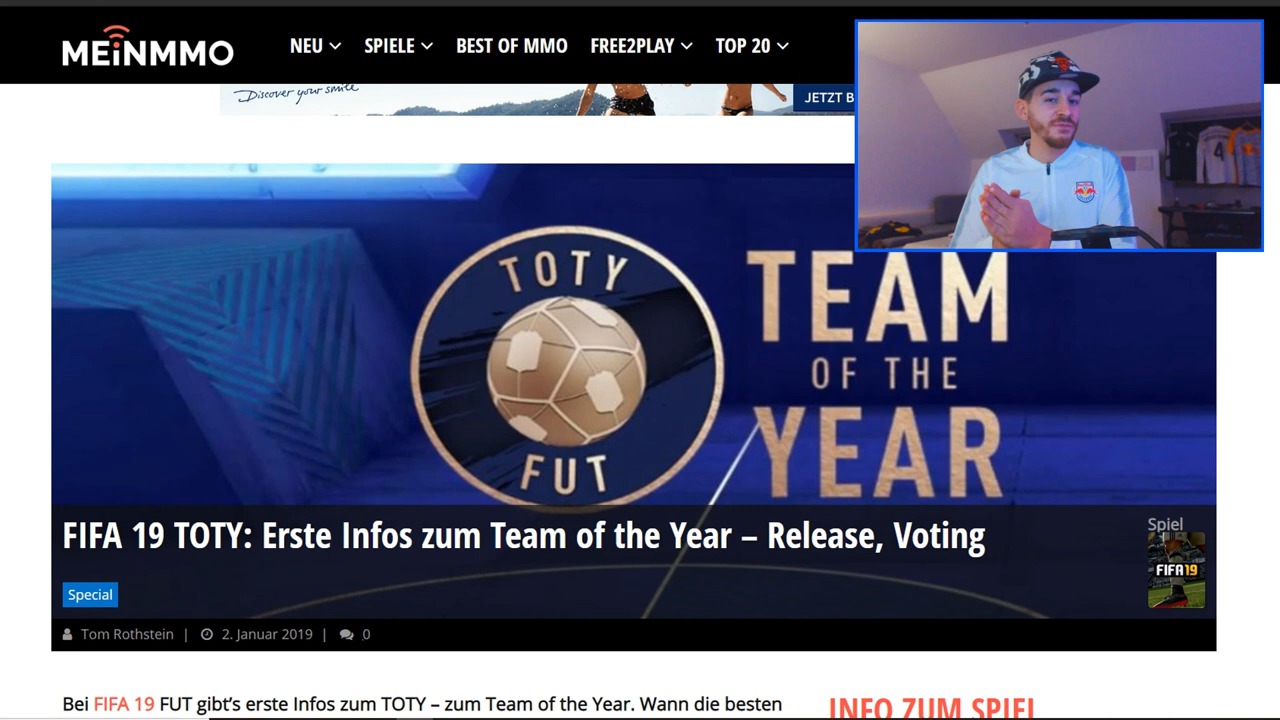 MEiNMMO
NEU
SPIELE
BEST OF MMO
FREE2PLAY
TOP 20
Discover your smile
JETZT B
4
TOTY
FUT
TEAM
OF THE
YEAR
FIFA 19 TOTY: Erste Infos zum Team of the Year – Release, Voting
Spiel
FIFA 19
Special
Tom Rothstein | 2. Januar 2019 | 0
Bei FIFA 19 FUT gibt's erste Infos zum TOTY – zum Team of the Year. Wann die besten
INFO ZUM SPIEL